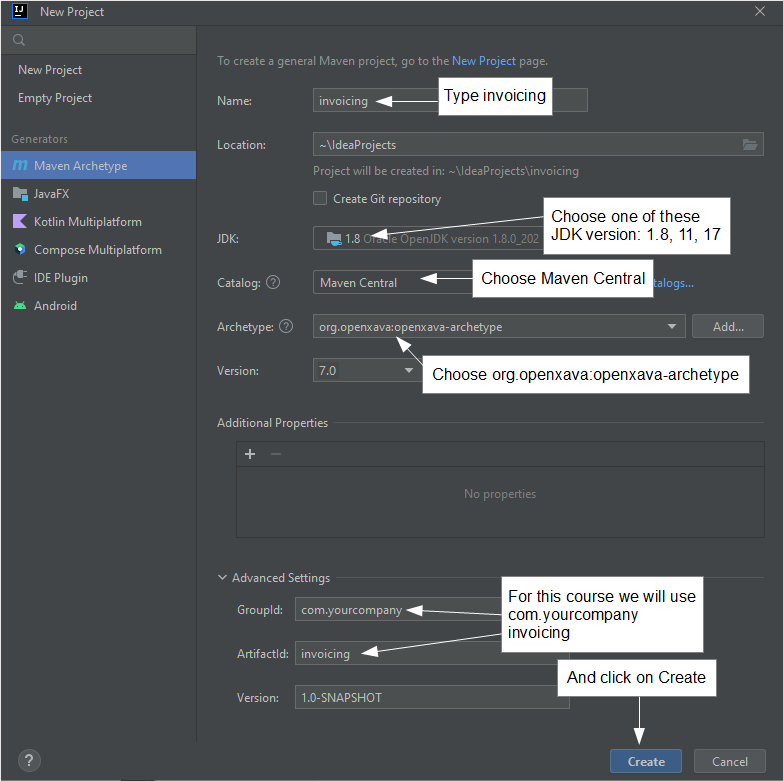 IJ New Project
New Project
Empty Project
Generators
m Maven Archetype
JavaFX
Kotlin Multiplatform
Compose Multiplatform
IDE Plugin
Android
To create a general Maven project, go to the New Project page.
Name: invoicing
Type invoicing
Location: ~\IdeaProjects
Project will be created in: ~\IdeaProjects\invoicing
Create Git repository
Choose one of these
JDK version: 1.8, 11, 17
JDK: 1.8 Oracle OpenJDK version 1.8.0_202
Catalog: ? Maven Central
Choose Maven Central
talogs...
Archetype: ? org.openxava:openxava-archetype
Add...
Choose org.openxava:openxava-archetype
Version: 7.0
Additional Properties
No properties
Advanced Settings
For this course we will use
com.yourcompany
invoicing
GroupId: com.yourcompany
ArtifactId: invoicing
And click on Create
Version: 1.0-SNAPSHOT
? Create Cancel